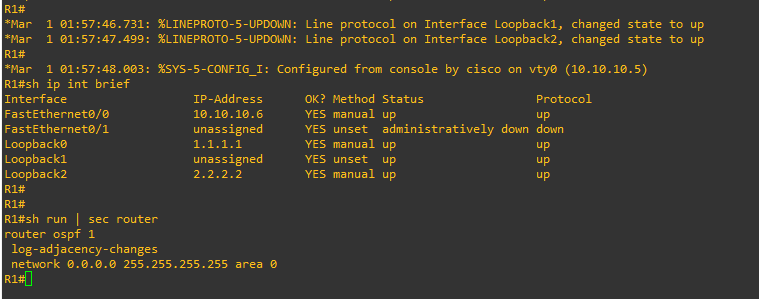 R1#
*Mar  1 01:57:46.731: %LINEPROTO-5-UPDOWN: Line protocol on Interface Loopback1, changed state to up
*Mar  1 01:57:47.499: %LINEPROTO-5-UPDOWN: Line protocol on Interface Loopback2, changed state to up
R1#
*Mar  1 01:57:48.003: %SYS-5-CONFIG_I: Configured from console by cisco on vty0 (10.10.10.5)
R1#sh ip int brief
Interface                  IP-Address      OK? Method Status                Protocol
FastEthernet0/0            10.10.10.6      YES manual up                    up
FastEthernet0/1            unassigned      YES unset  administratively down down
Loopback0                  1.1.1.1         YES manual up                    up
Loopback1                  unassigned      YES unset  up                    up
Loopback2                  2.2.2.2         YES manual up                    up
R1#
R1#
R1#sh run | sec router
router ospf 1
 log-adjacency-changes
 network 0.0.0.0 255.255.255.255 area 0
R1#